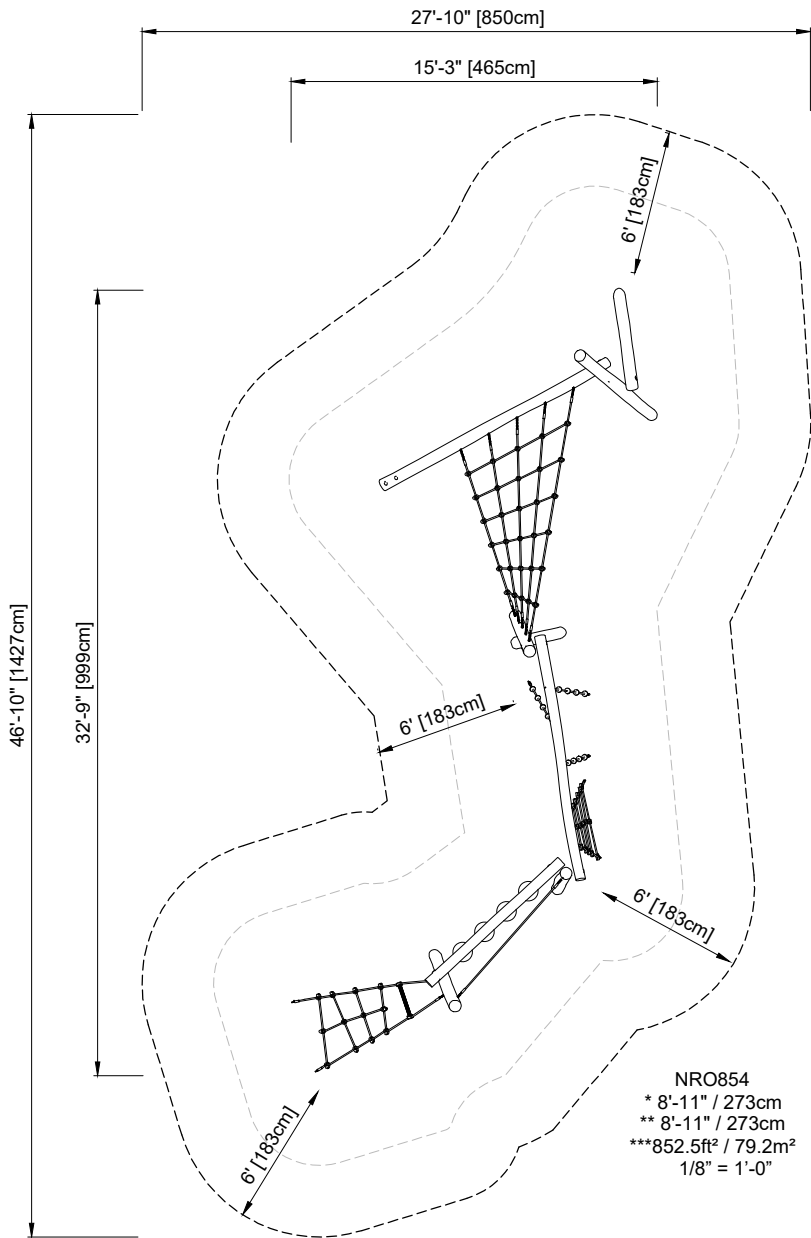 27'-10" [850cm]
15'-3" [465cm]
6' [183cm]
46'-10" [1427cm]
32'-9" [999cm]
6' [183cm]
6' [183cm]
6' [183cm]
NRO854
* 8'-11" / 273cm
** 8'-11" / 273cm
***852.5ft² / 79.2m²
1/8” = 1'-0”